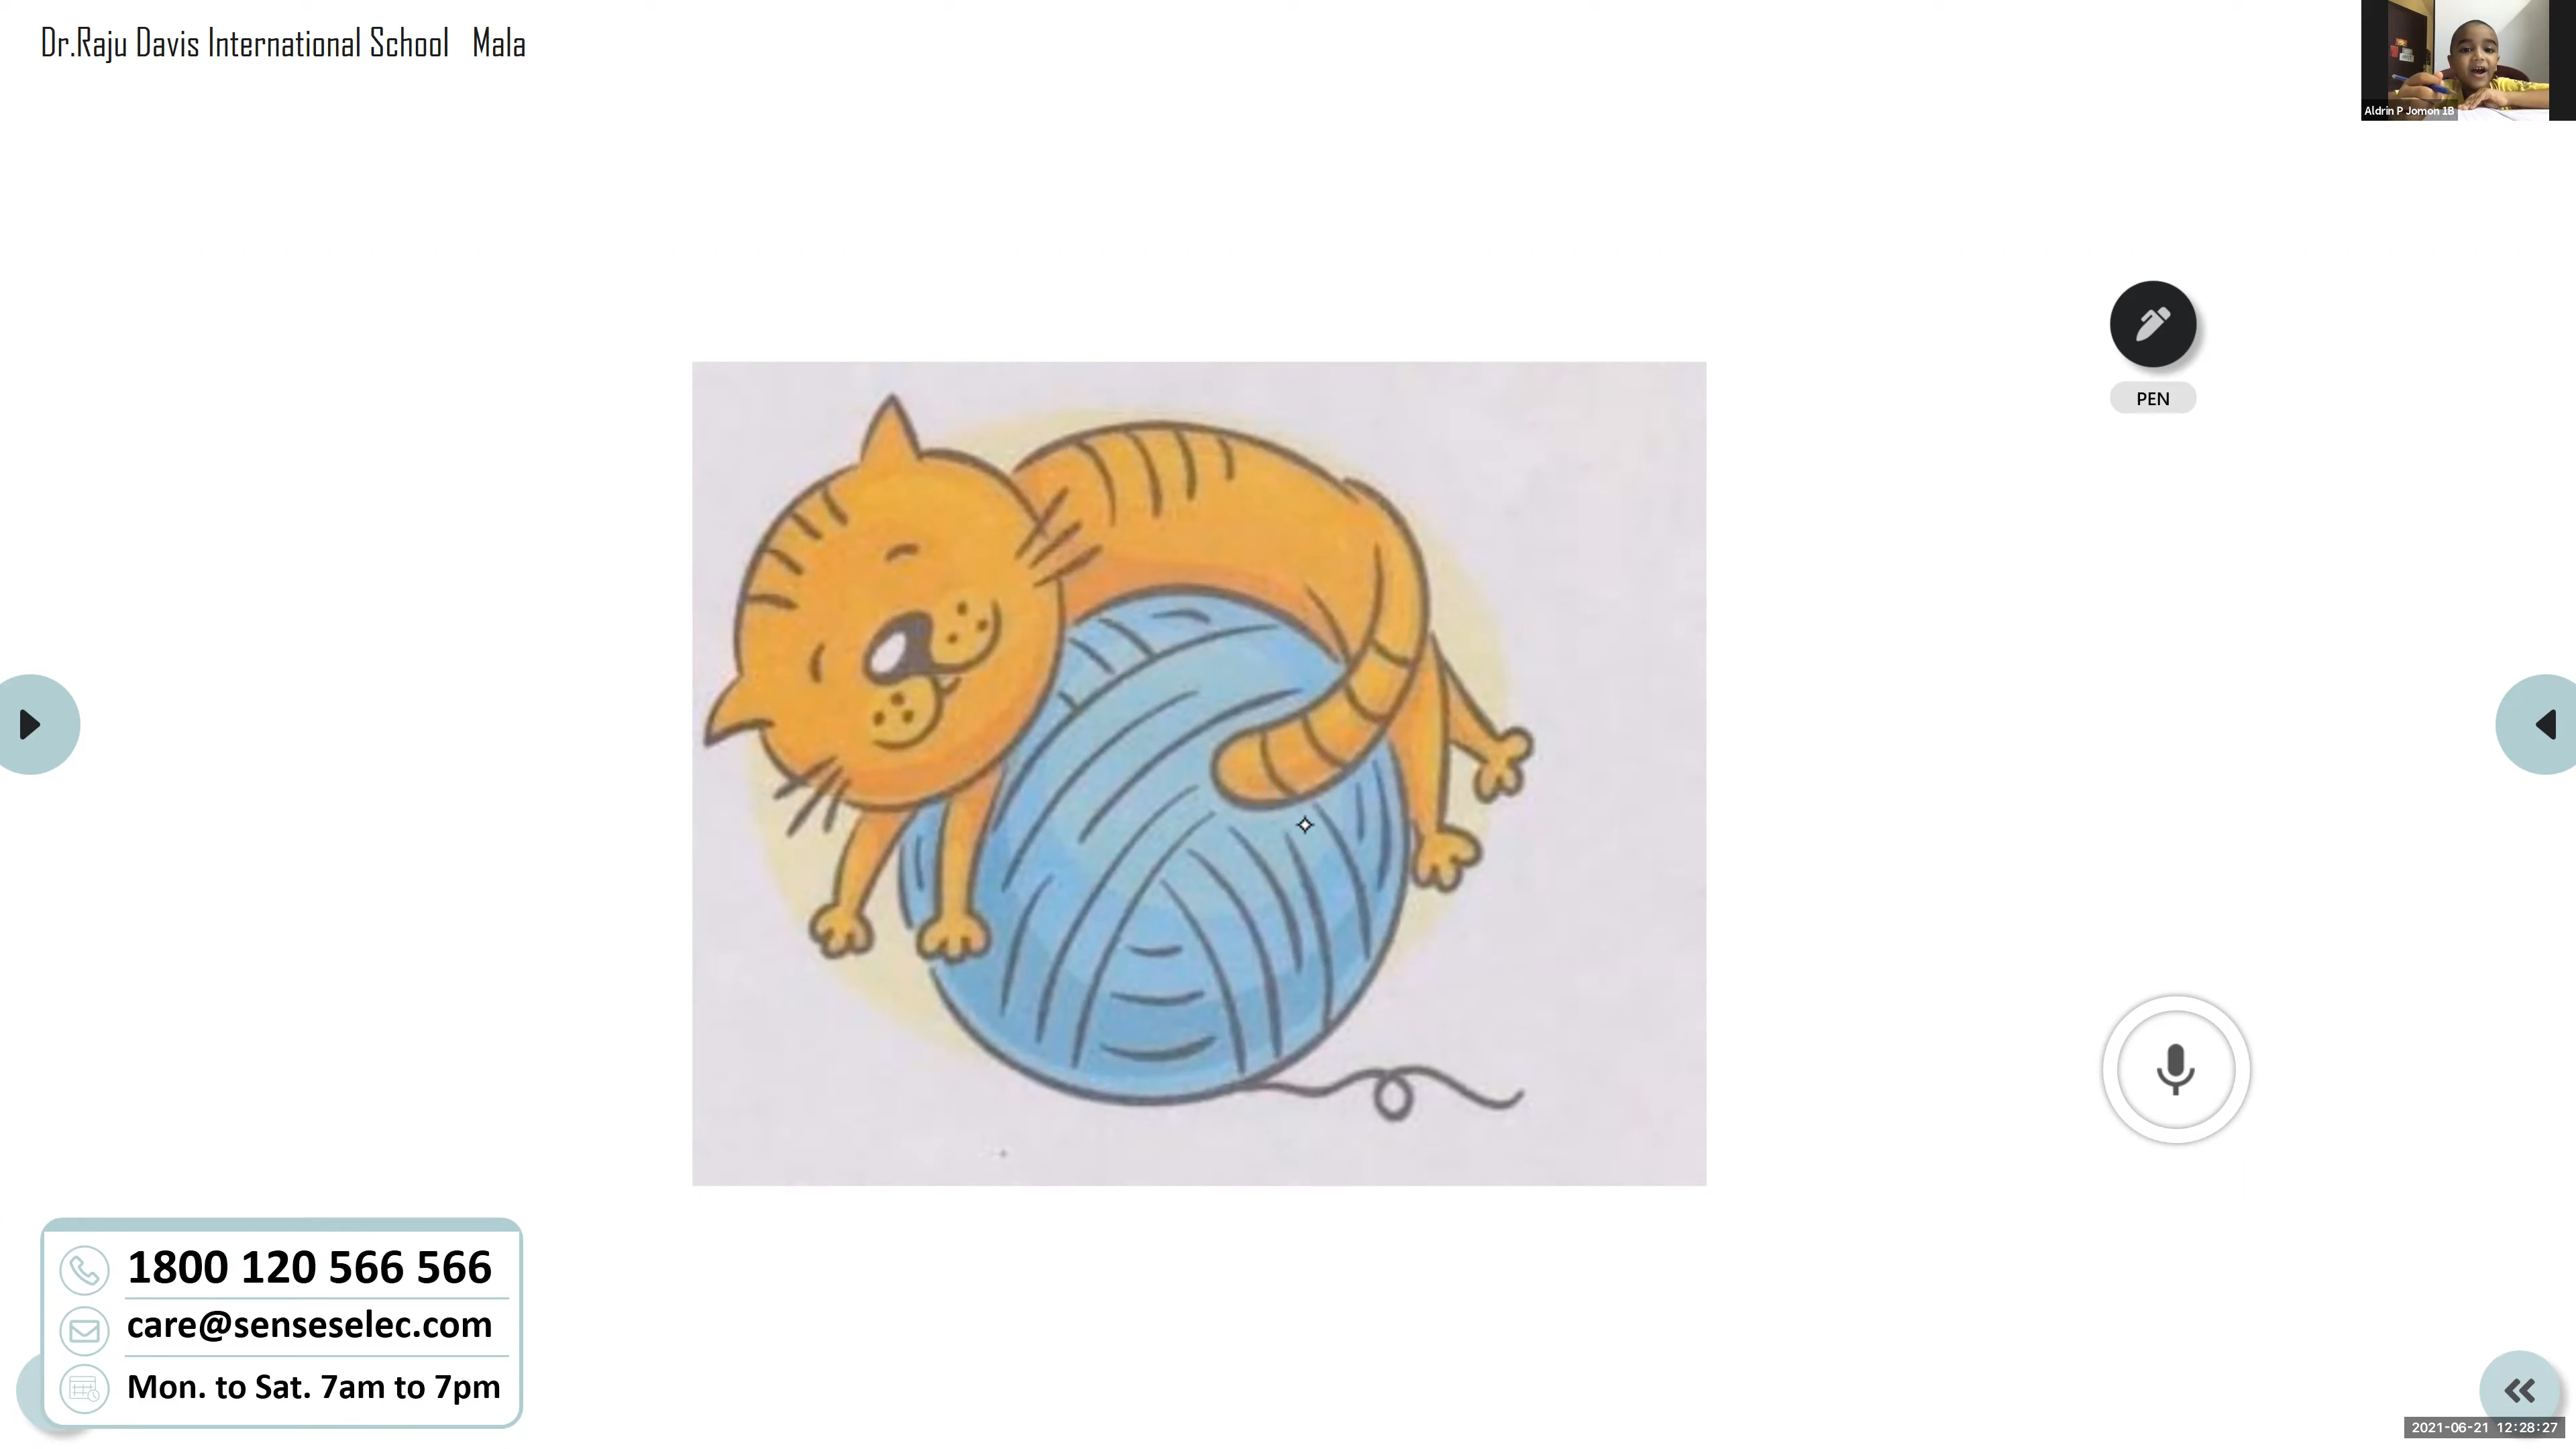 Dr.Raju Davis International School Mala
Aldrin P Jomon 1B
PEN
1800 120 566 566
care@senseselec.com
Mon. to Sat. 7am to 7pm
2021-06-21 12:28:27